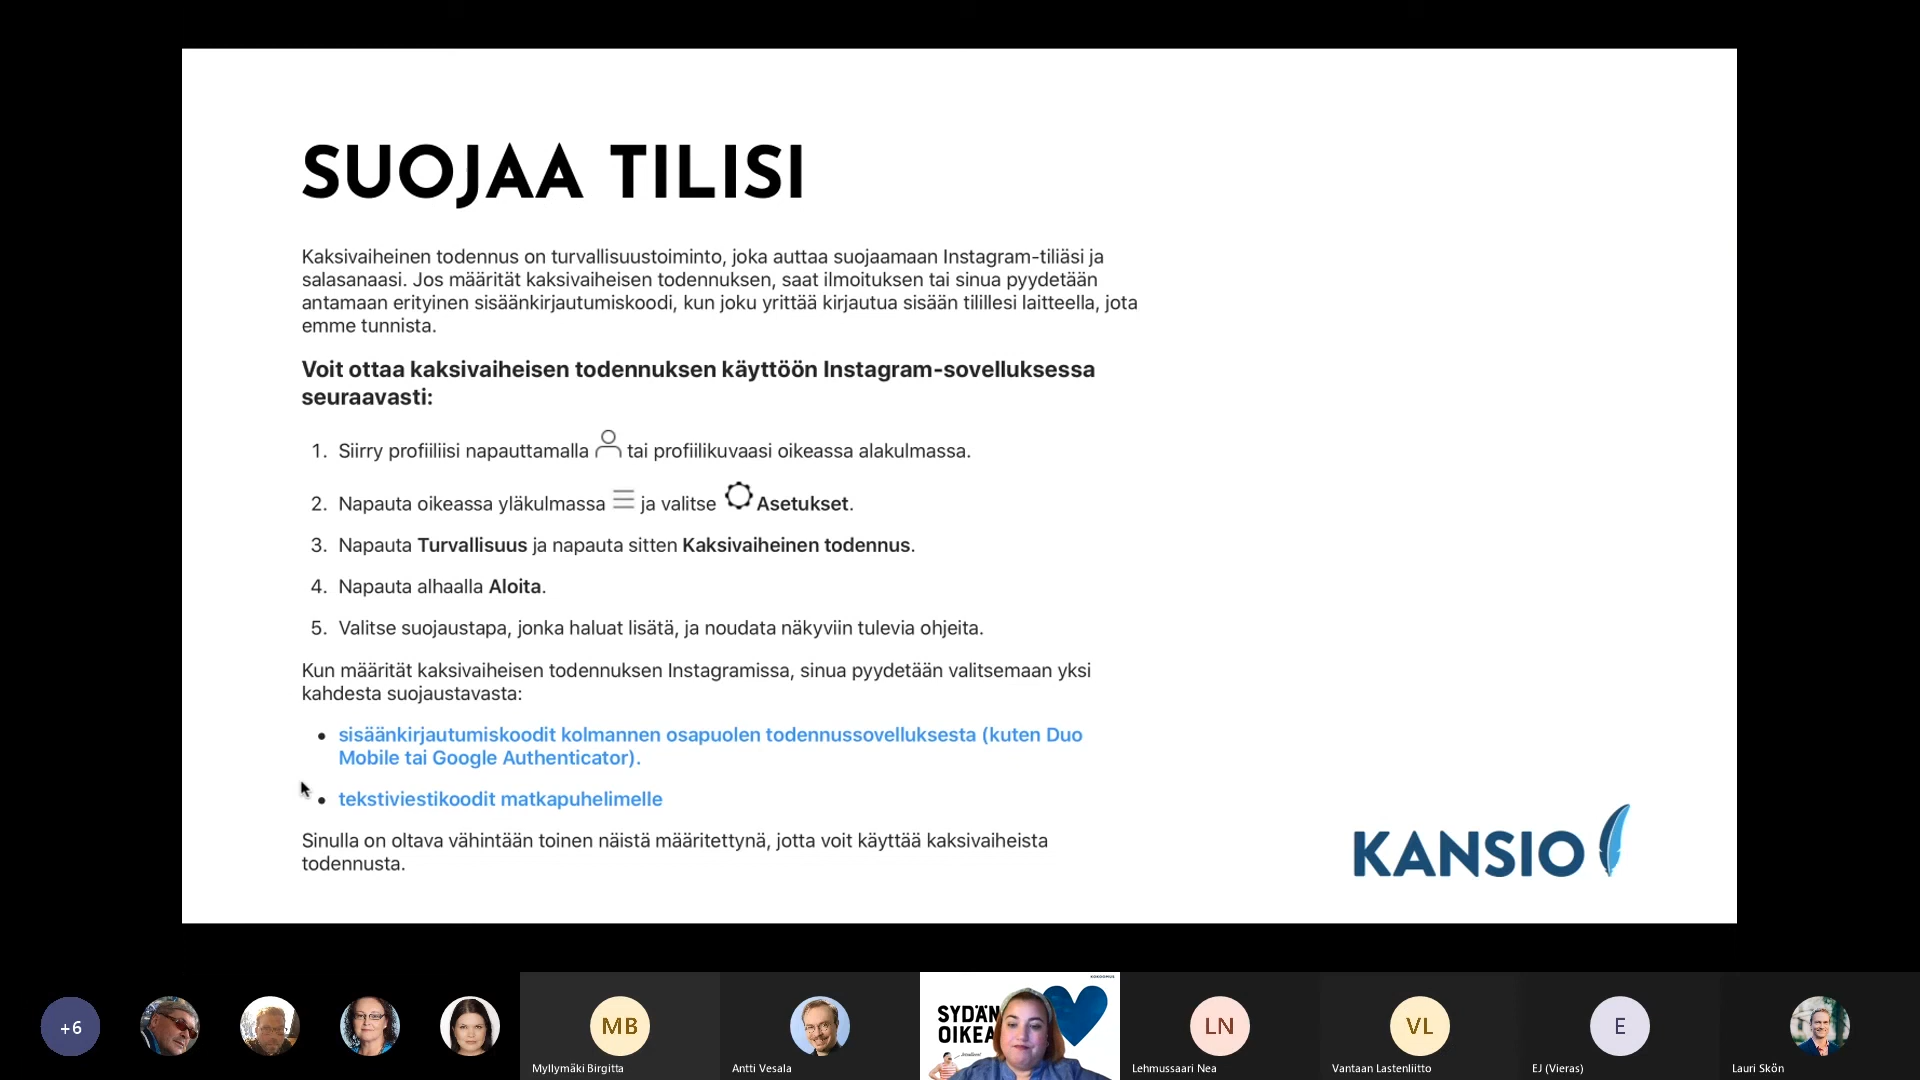 SUOJAA TILISI
Kaksivaiheinen todennus on turvallisuustoiminto, joka auttaa suojaamaan Instagram-tiliäsi ja
salasanaasi. Jos määrität kaksivaiheisen todennuksen, saat ilmoituksen tai sinua pyydetään
antamaan erityinen sisäänkirjautumiskoodi, kun joku yrittää kirjautua sisään tilillesi laitteella, jota
emme tunnista.
Voit ottaa kaksivaiheisen todennuksen käyttöön Instagram-sovelluksessa
seuraavasti:
1. Siirry profiiliisi napauttamalla tai profiilikuvaasi oikeassa alakulmassa.
2. Napauta oikeassa yläkulmassa ja valitse Asetukset.
3. Napauta Turvallisuus ja napauta sitten Kaksivaiheinen todennus.
4. Napauta alhaalla Aloita.
5. Valitse suojaustapa, jonka haluat lisätä, ja noudata näkyviin tulevia ohjeita.
Kun määrität kaksivaiheisen todennuksen Instagramissa, sinua pyydetään valitsemaan yksi
kahdesta suojaustavasta:
• sisäänkirjautumiskoodit kolmannen osapuolen todennussovelluksesta (kuten Duo
Mobile tai Google Authenticator).
• tekstiviestikoodit matkapuhelimelle
Sinulla on oltava vähintään toinen näistä määritettynä, jotta voit käyttää kaksivaiheista
todennusta.
KANSIO
+6
MB
Myllymäki Birgitta
Antti Vesala
SYDÄN
OIKEA
LN
Lehmussaari Nea
VL
Vantaan Lastenliitto
E
EJ (Vieras)
Lauri Skön